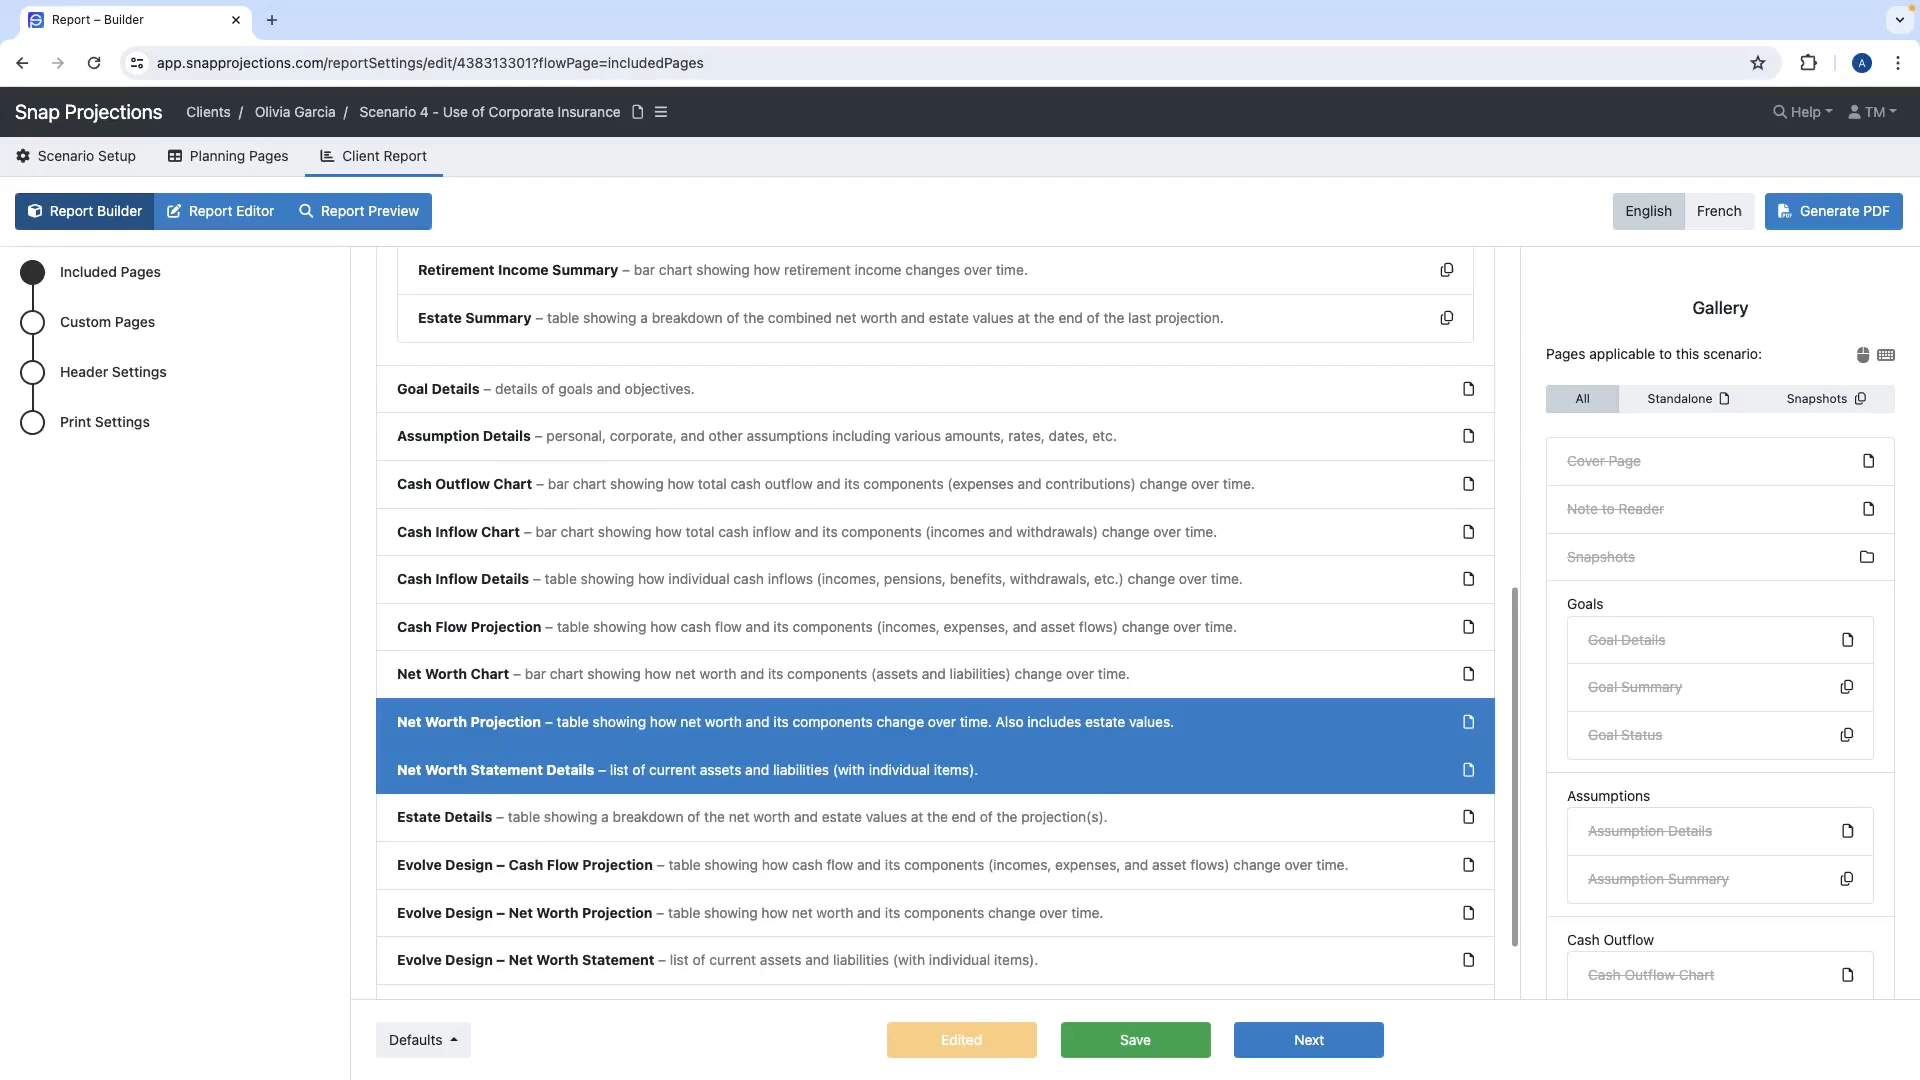 Report – Builder
app.snapprojections.com/reportSettings/edit/438313301?flowPage=includedPages
A
Snap Projections Clients / Olivia Garcia / Scenario 4 - Use of Corporate Insurance
Help TM
Scenario Setup Planning Pages Client Report
Report Builder Report Editor Report Preview
English French Generate PDF
Included Pages
Custom Pages
Header Settings
Print Settings
Retirement Income Summary – bar chart showing how retirement income changes over time.
Estate Summary – table showing a breakdown of the combined net worth and estate values at the end of the last projection.
Goal Details – details of goals and objectives.
Assumption Details – personal, corporate, and other assumptions including various amounts, rates, dates, etc.
Cash Outflow Chart – bar chart showing how total cash outflow and its components (expenses and contributions) change over time.
Cash Inflow Chart – bar chart showing how total cash inflow and its components (incomes and withdrawals) change over time.
Cash Inflow Details – table showing how individual cash inflows (incomes, pensions, benefits, withdrawals, etc.) change over time.
Cash Flow Projection – table showing how cash flow and its components (incomes, expenses, and asset flows) change over time.
Net Worth Chart – bar chart showing how net worth and its components (assets and liabilities) change over time.
Net Worth Projection – table showing how net worth and its components change over time. Also includes estate values.
Net Worth Statement Details – list of current assets and liabilities (with individual items).
Estate Details – table showing a breakdown of the net worth and estate values at the end of the projection(s).
Evolve Design – Cash Flow Projection – table showing how cash flow and its components (incomes, expenses, and asset flows) change over time.
Evolve Design – Net Worth Projection – table showing how net worth and its components change over time.
Evolve Design – Net Worth Statement – list of current assets and liabilities (with individual items).
Gallery
Pages applicable to this scenario:
All Standalone Snapshots
Cover Page
Note to Reader
Snapshots
Goals
Goal Details
Goal Summary
Goal Status
Assumptions
Assumption Details
Assumption Summary
Cash Outflow
Cash Outflow Chart
Defaults Edited Save Next